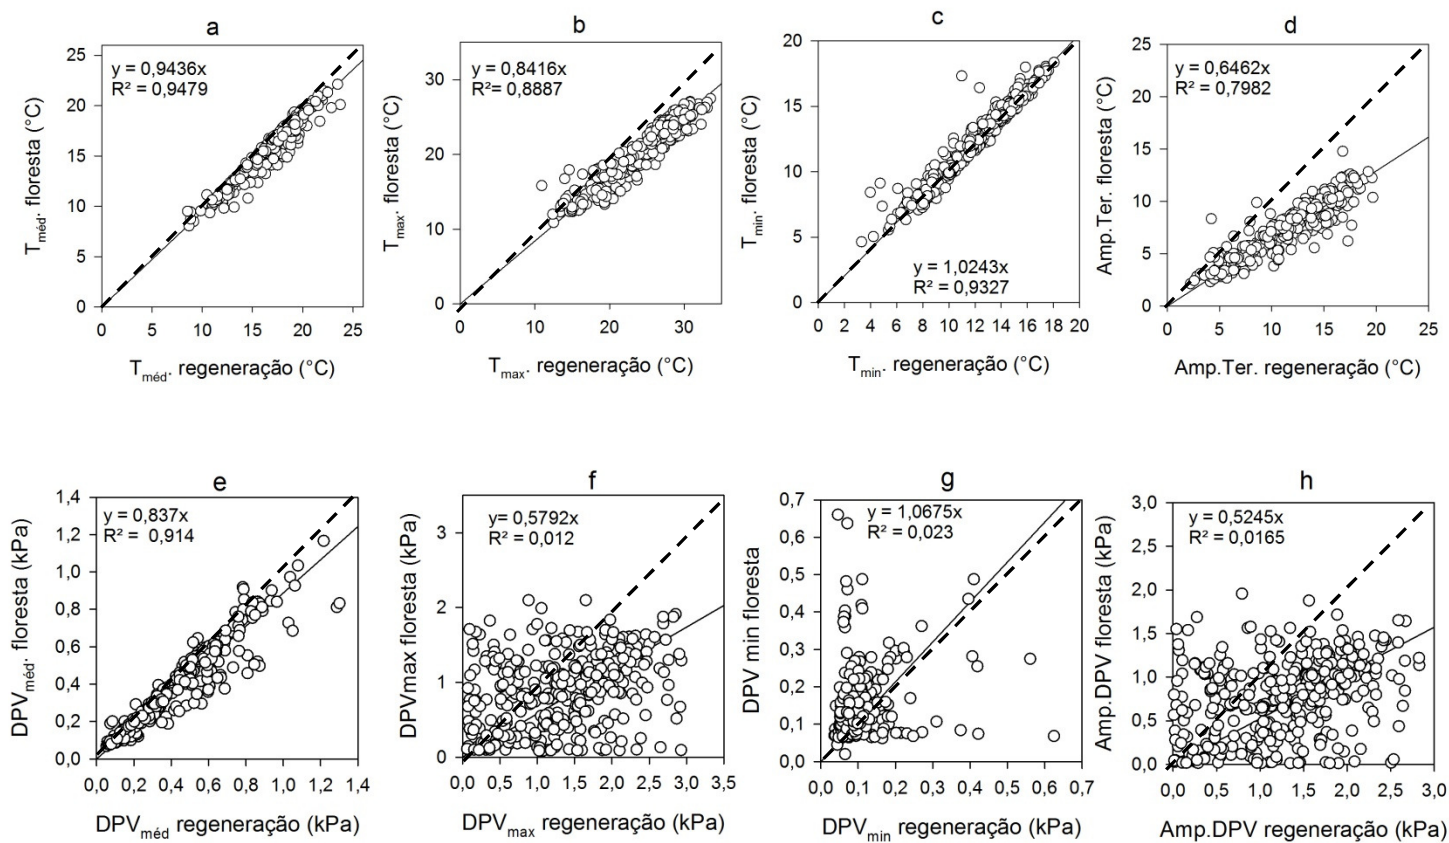 a
y = 0,9436x
R² = 0,9479
25
20
15
10
5
0
0 5 10 15 20 25
Tméd. floresta (°C)
Tméd. regeneração (°C)
b
y = 0,8416x
R²= 0,8887
30
20
10
0
0 10 20 30
Tmax. floresta (°C)
Tmax. regeneração (°C)
c
20
15
10
5
0
0 2 4 6 8 10 12 14 16 18 20
y = 1,0243x
R² = 0,9327
Tmin. floresta (°C)
Tmin. regeneração (°C)
d
y = 0,6462x
R² = 0,7982
25
20
15
10
5
0
0 5 10 15 20 25
Amp.Ter. floresta (°C)
Amp.Ter. regeneração (°C)
e
y = 0,837x
R² = 0,914
1,4
1,2
1,0
0,8
0,6
0,4
0,2
0,0
0,0 0,2 0,4 0,6 0,8 1,0 1,2 1,4
DPVméd. floresta (kPa)
DPVméd regeneração (kPa)
f
y= 0,5792x
R² = 0,012
3
2
1
0
0,0 0,5 1,0 1,5 2,0 2,5 3,0 3,5
DPVmax floresta (kPa)
DPVmax regeneração (kPa)
g
y = 1,0675x
R² = 0,023
0,7
0,6
0,5
0,4
0,3
0,2
0,1
0,0
0,0 0,1 0,2 0,3 0,4 0,5 0,6 0,7
DPV min floresta
DPVmin regeneração (kPa)
h
y = 0,5245x
R² = 0,0165
3,0
2,5
2,0
1,5
1,0
0,5
0,0
0,0 0,5 1,0 1,5 2,0 2,5 3,0
Amp.DPV floresta (kPa)
Amp.DPV regeneração (kPa)